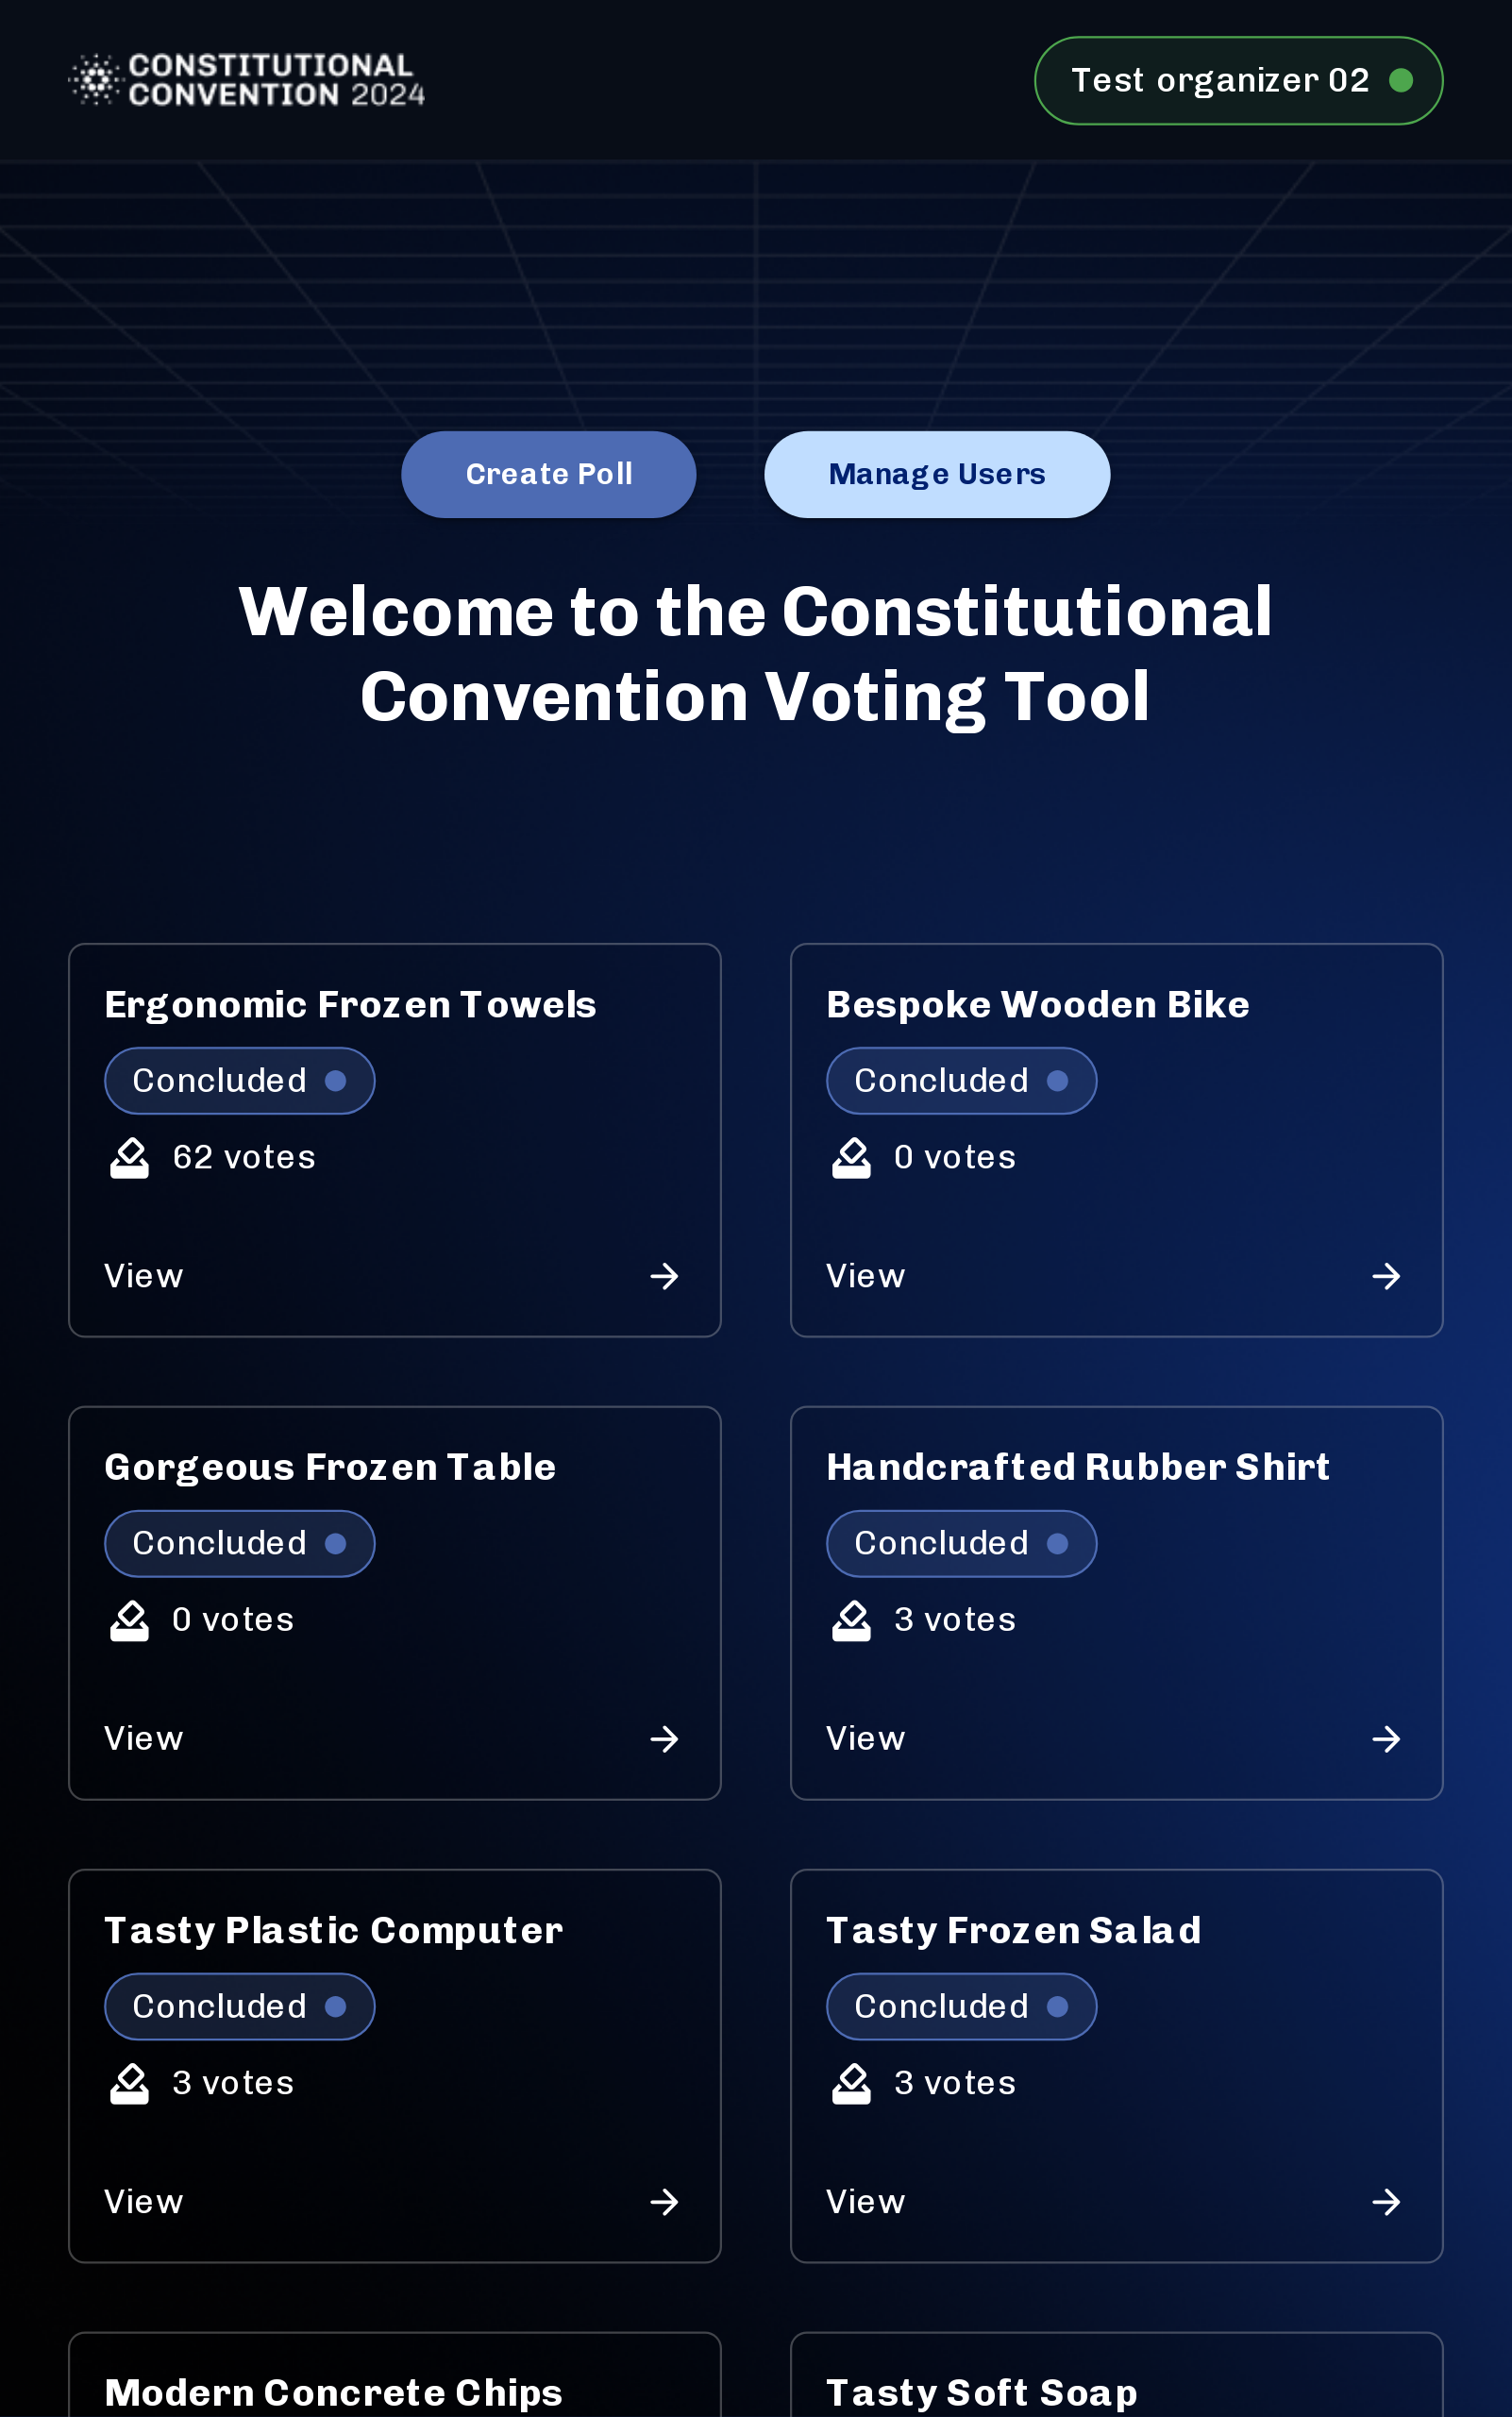 CONSTITUTIONAL
CONVENTION 2024
Test organizer 02
Create Poll
Manage Users
Welcome to the Constitutional
Convention Voting Tool
Ergonomic Frozen Towels
Concluded
62 votes
View
Bespoke Wooden Bike
Concluded
0 votes
View
Gorgeous Frozen Table
Concluded
0 votes
View
Handcrafted Rubber Shirt
Concluded
3 votes
View
Tasty Plastic Computer
Concluded
3 votes
View
Tasty Frozen Salad
Concluded
3 votes
View
Modern Concrete Chips
Tasty Soft Soap